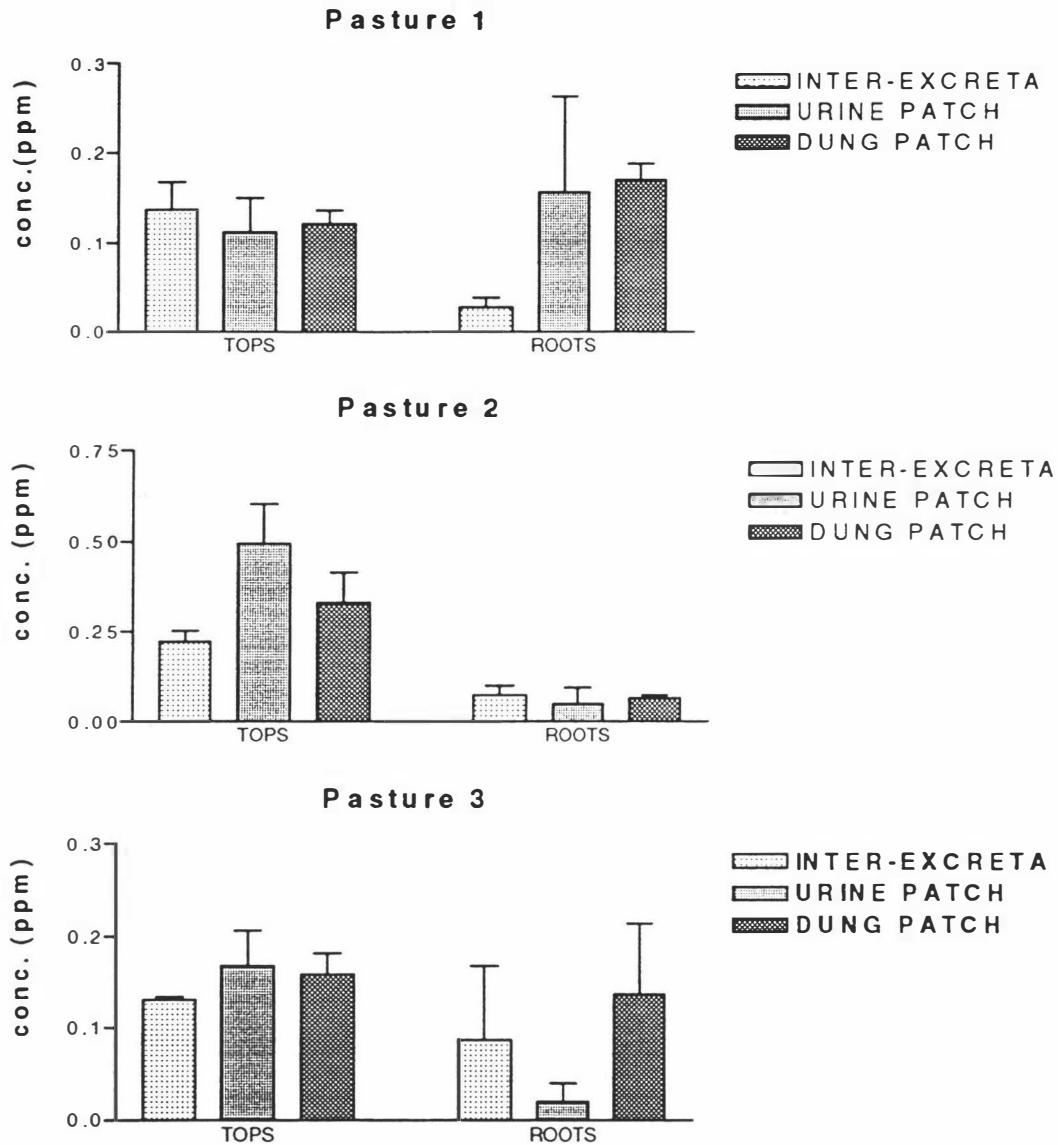 Pasture 1
conc.(ppm)
0.3
0.2
0.1
0.0
TOPS
ROOTS
INTER-EXCRETA
URINE PATCH
DUNG PATCH
Pasture 2
conc. (ppm)
0.75
0.50
0.25
0.00
TOPS
ROOTS
INTER-EXCRETA
URINE PATCH
DUNG PATCH
Pasture 3
conc. (ppm)
0.3
0.2
0.1
0.0
TOPS
ROOTS
INTER-EXCRETA
URINE PATCH
DUNG PATCH